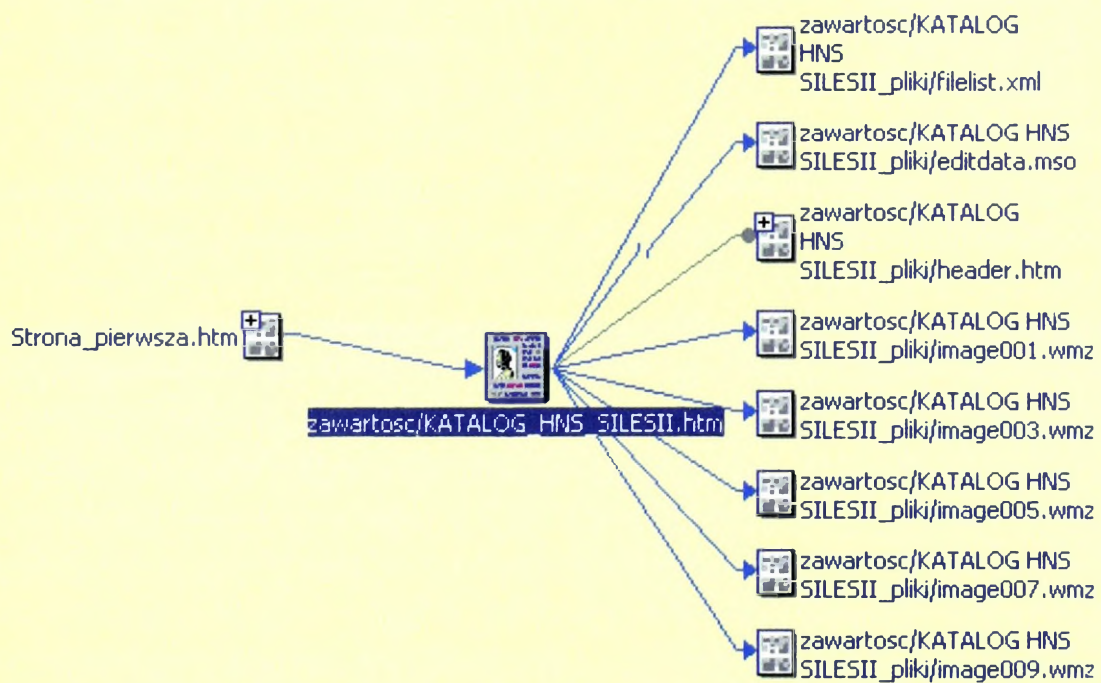 zawartosc/KATALOG
HNS
SILESII_pliki/filelist.xml
zawartosc/KATALOG HNS
SILESII_pliki/editdata.mso
zawartosc/KATALOG
HNS
SILESII_pliki/header.htm
Strona_pierwsza.htm
zawartosc/KATALOG HNS
SILESII_pliki/image001.wmz
zawartosc/KATALOG_HNS_SILESII.htm
zawartosc/KATALOG HNS
SILESII_pliki/image003.wmz
zawartosc/KATALOG HNS
SILESII_pliki/image005.wmz
zawartosc/KATALOG HNS
SILESII_pliki/image007.wmz
zawartosc/KATALOG HNS
SILESII_pliki/image009.wmz